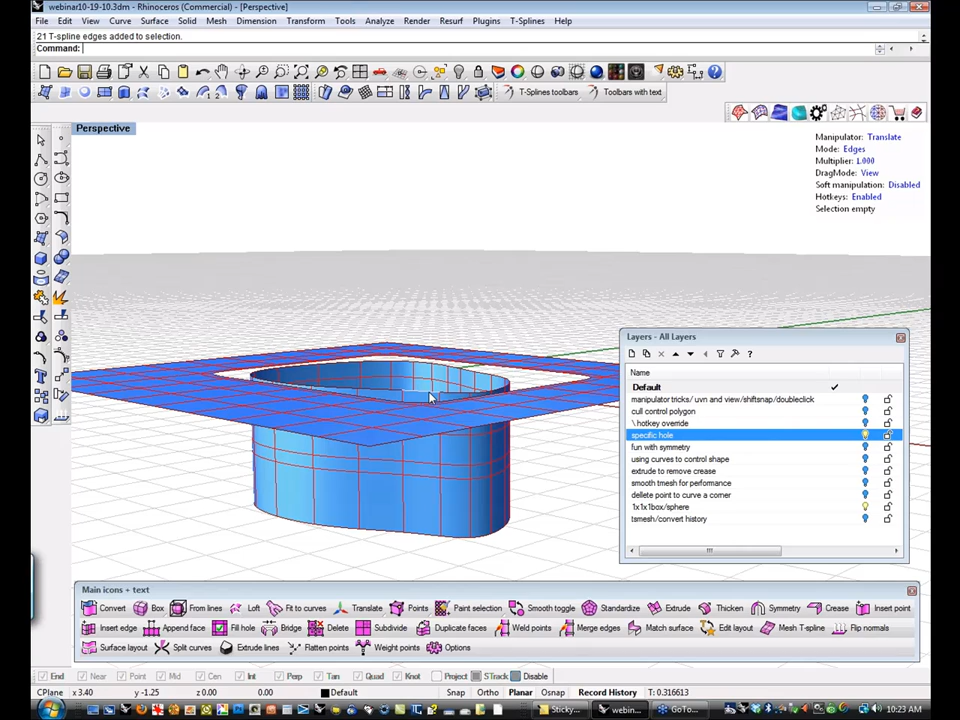 webinar10-19-10.3dm - Rhinoceros (Commercial) - [Perspective]
File Edit View Curve Surface Solid Mesh Dimension Transform Tools Analyze Render Resurf Plugins T-Splines Help
21 T-spline edges added to selection.
Command:
T-Splines toolbars Toolbars with text
Perspective
Manipulator: Translate
Mode: Edges
Multiplier: 1.000
DragMode: View
Soft manipulation: Disabled
Hotkeys: Enabled
Selection empty
Layers - All Layers
Name
Default
manipulator tricks/ uvn and view/shiftsnap/doubleclick
cull control polygon
\ hotkey override
specific hole
fun with symmetry
using curves to control shape
extrude to remove crease
smooth tmesh for performance
dellete point to curve a corner
1x1x1box/sphere
tsmesh/convert history
Main icons + text
Convert Box From lines Loft Fit to curves Translate Points Paint selection Smooth toggle Standardize Extrude Thicken Symmetry Crease Insert point
Insert edge Append face Fill hole Bridge Delete Subdivide Duplicate faces Weld points Merge edges Match surface Edit layout Mesh T-spline Flip normals
Surface layout Split curves Extrude lines Flatten points Weight points Options
End Near Point Mid Cen Int Perp Tan Quad Knot Project STrack Disable
CPlane x 3.40 y -1.25 z 0.00 0.00 Default Snap Ortho Planar Osnap Record History T: 0.316613
Sticky... webin... GoTo... 10:23 AM